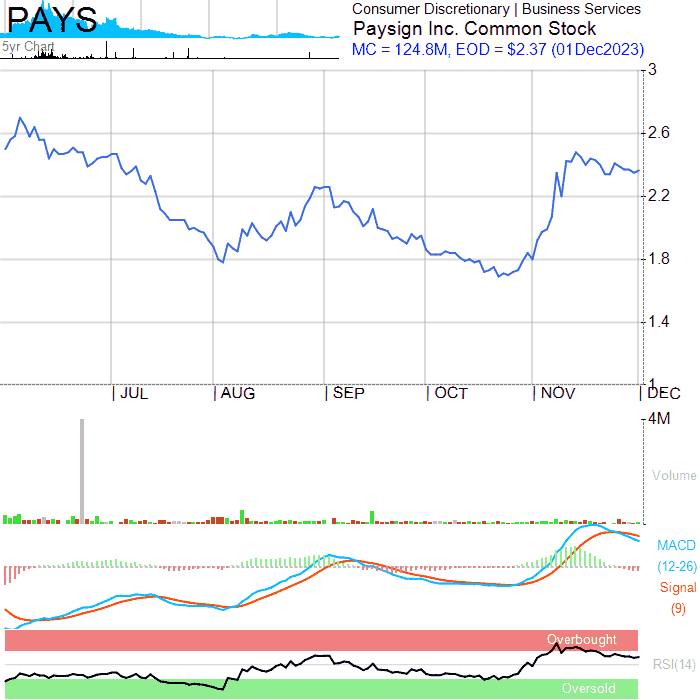 PAYS
5yr Chart
Consumer Discretionary | Business Services
Paysign Inc. Common Stock
MC = 124.8M, EOD = $2.37 (01Dec2023)
3
2.6
2.2
1.8
1.4
1
JUL AUG SEP OCT NOV DEC
4M
Volume
MACD
(12-26)
Signal
(9)
Overbought
RSI(14)
Oversold